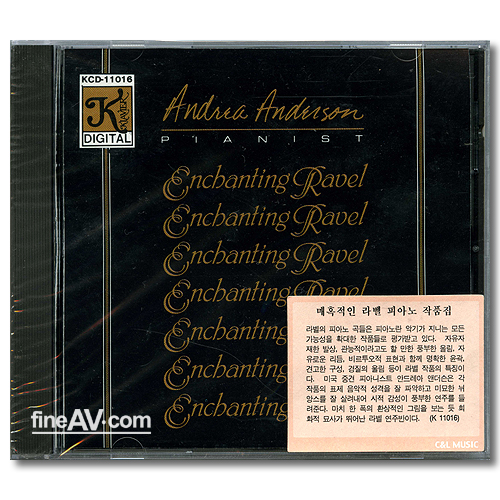 KCD-11016
K
KLAVIER
DIGITAL
Andrea Anderson
PIANIST
Enchanting Ravel
Enchanting Ravel
Enchanting Ravel
Enchanting Ravel
Enchanting Ravel
Enchanting Ravel
Enchanting Ravel
매혹적인 라벨 피아노 작품집
라벨의 피아노 곡들은 피아노란 악기가 지니는 모든
가능성을 확대한 작품들로 평가받고 있다. 자유자
재한 발상, 관능적이라고도 할 만한 풍부한 울림, 자
유로운 리듬, 비르투오적 표현과 함께 명확한 윤곽,
견고한 구성, 강질의 울림 등이 라벨 작품의 특징이
다. 미국 중견 피아니스트 안드레아 앤더슨은 각
작품의 표제 음악적 성격을 잘 파악하고 미묘한 뉘
앙스를 잘 살려내어 시적 감성이 풍부한 연주를 들
려준다. 마치 한 폭의 환상적인 그림을 보는 듯 회
화적 묘사가 뛰어난 라벨 연주반이다. (K 11016)
C&L MUSIC
fineAV.com